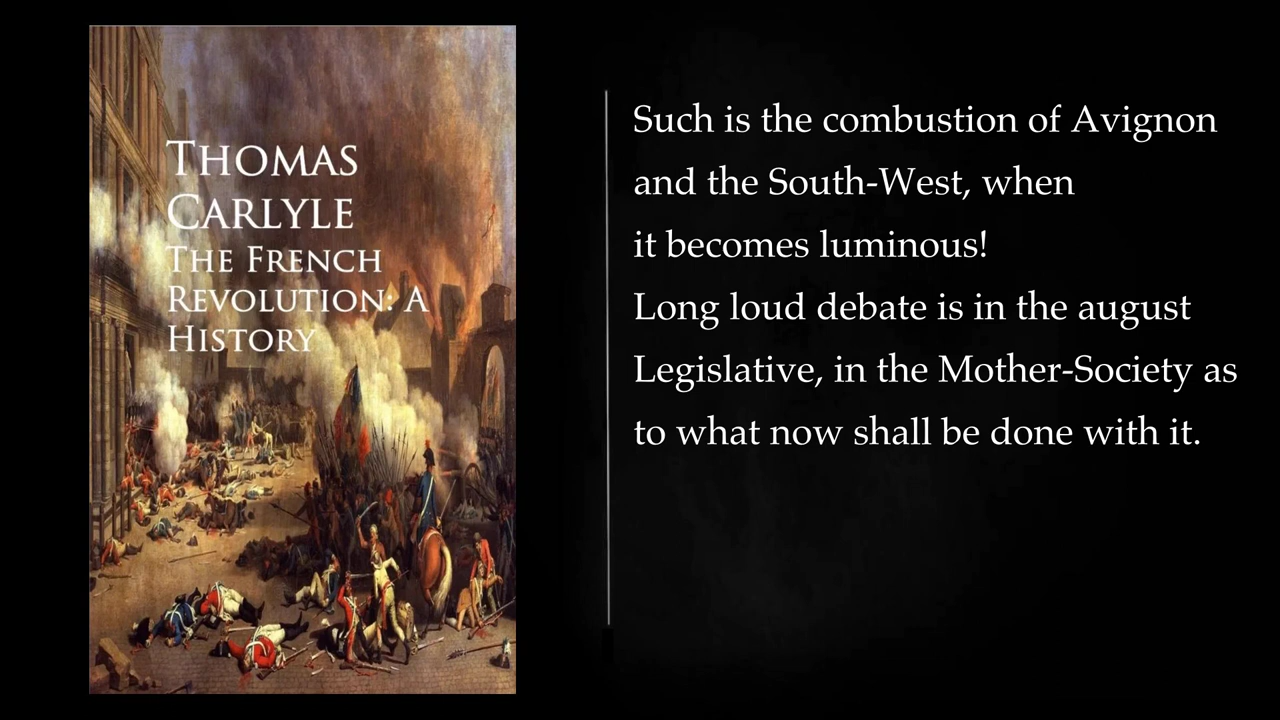 THOMAS
CARLYLE
THE FRENCH
REVOLUTION: A
HISTORY
Such is the combustion of Avignon
and the South-West, when
it becomes luminous!
Long loud debate is in the august
Legislative, in the Mother-Society as
to what now shall be done with it.